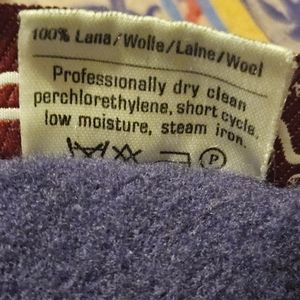 100% Lana/Wolle/Laine/Wool
Professionally dry clean
perchlorethylene, short cycle,
low moisture, steam iron.
P